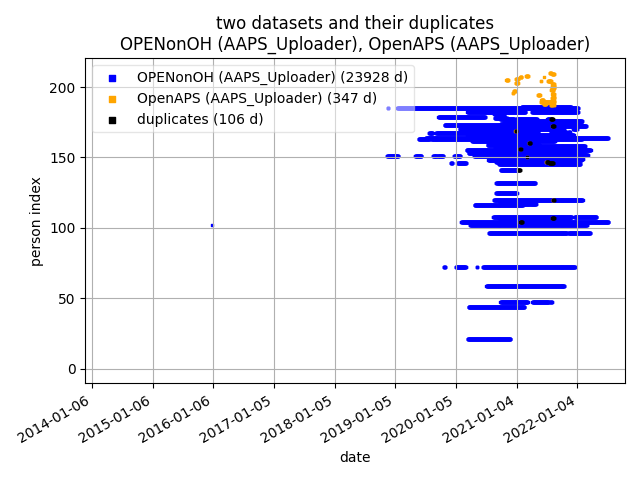 two datasets and their duplicates
OPENonOH (AAPS_Uploader), OpenAPS (AAPS_Uploader)
OPENonOH (AAPS_Uploader) (23928 d)
OpenAPS (AAPS_Uploader) (347 d)
duplicates (106 d)
person index
200
150
100
50
0
2014-01-06
2015-01-06
2016-01-06
2017-01-05
2018-01-05
2019-01-05
2020-01-05
2021-01-04
2022-01-04
date